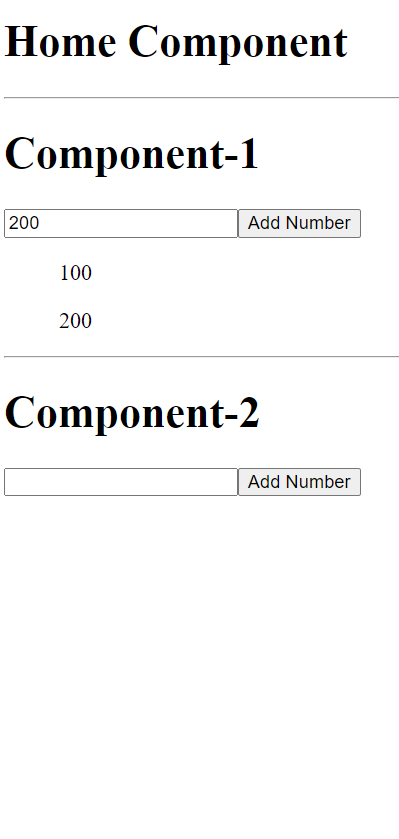 Home Component
Component-1
200 Add Number
100
200
Component-2
Add Number